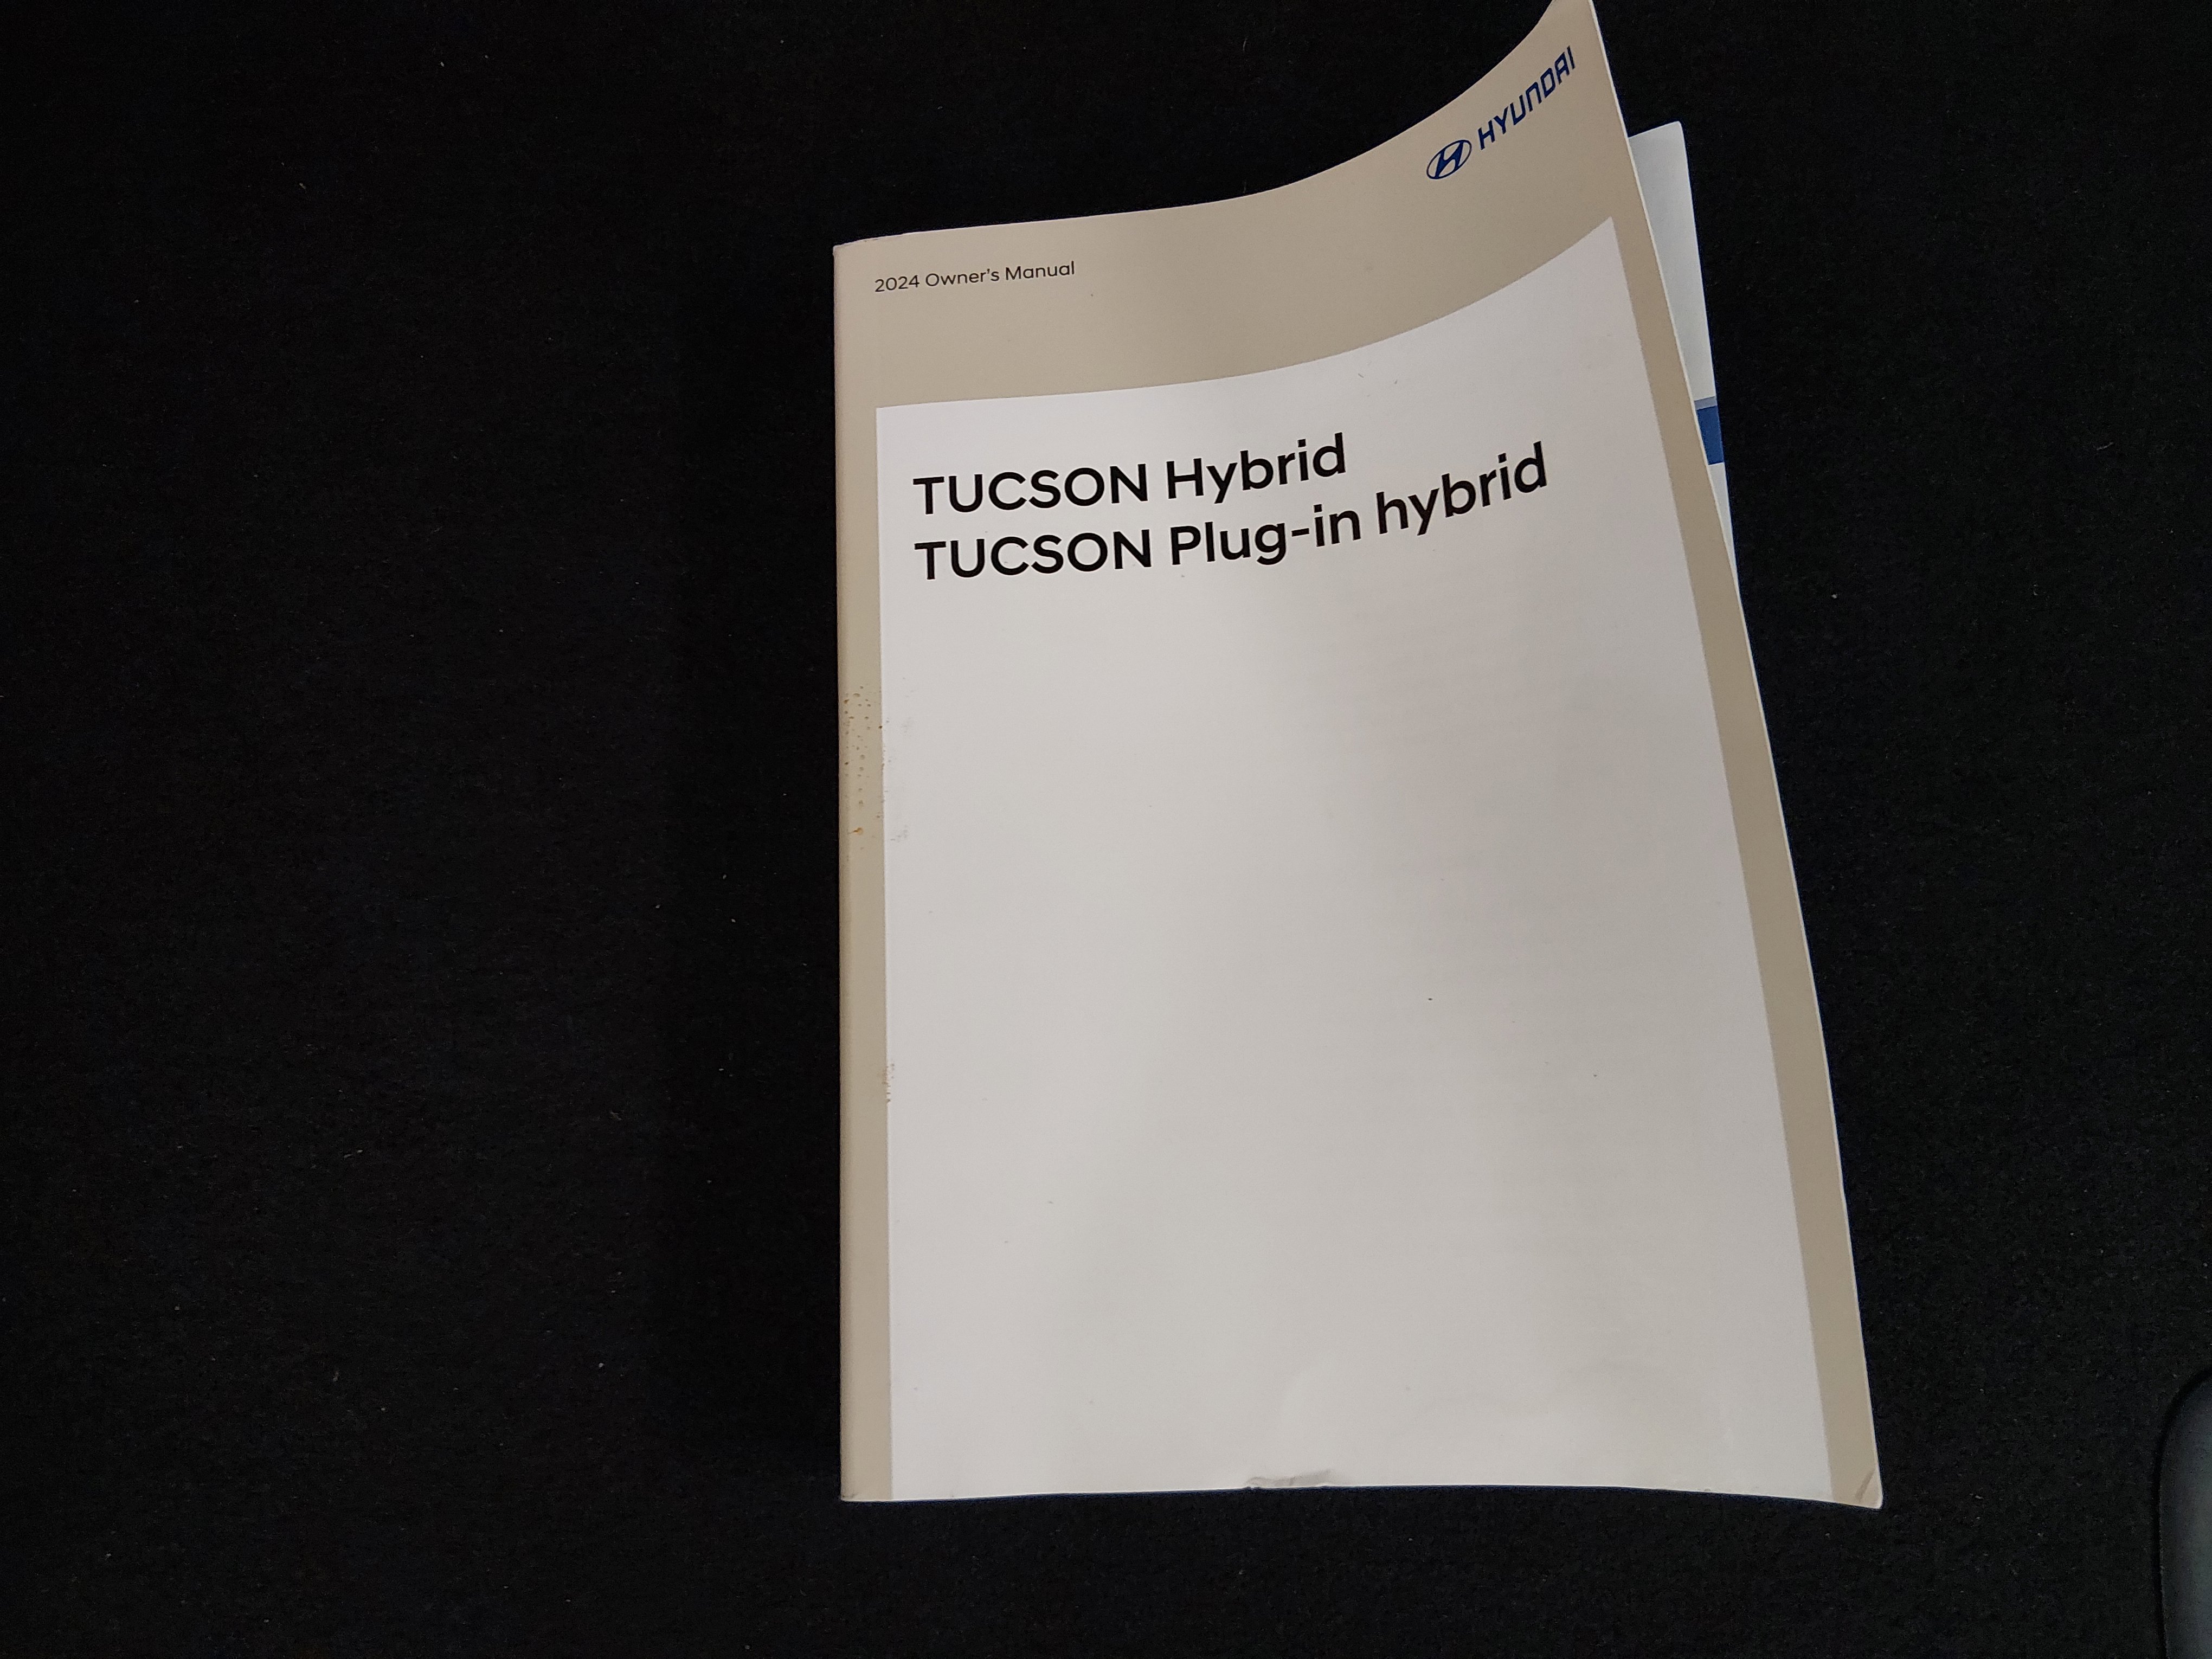 HYUNDAI
2024 Owner's Manual
TUCSON Hybrid
TUCSON Plug-in hybrid